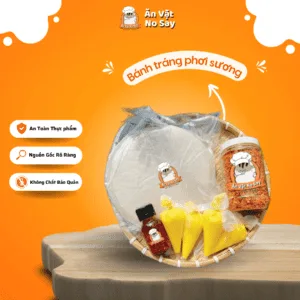 Ăn Vặt
No Say
Bánh tráng phơi sương
An Toàn Thực phẩm
Nguồn Gốc Rõ Ràng
Không Chất Bảo Quản